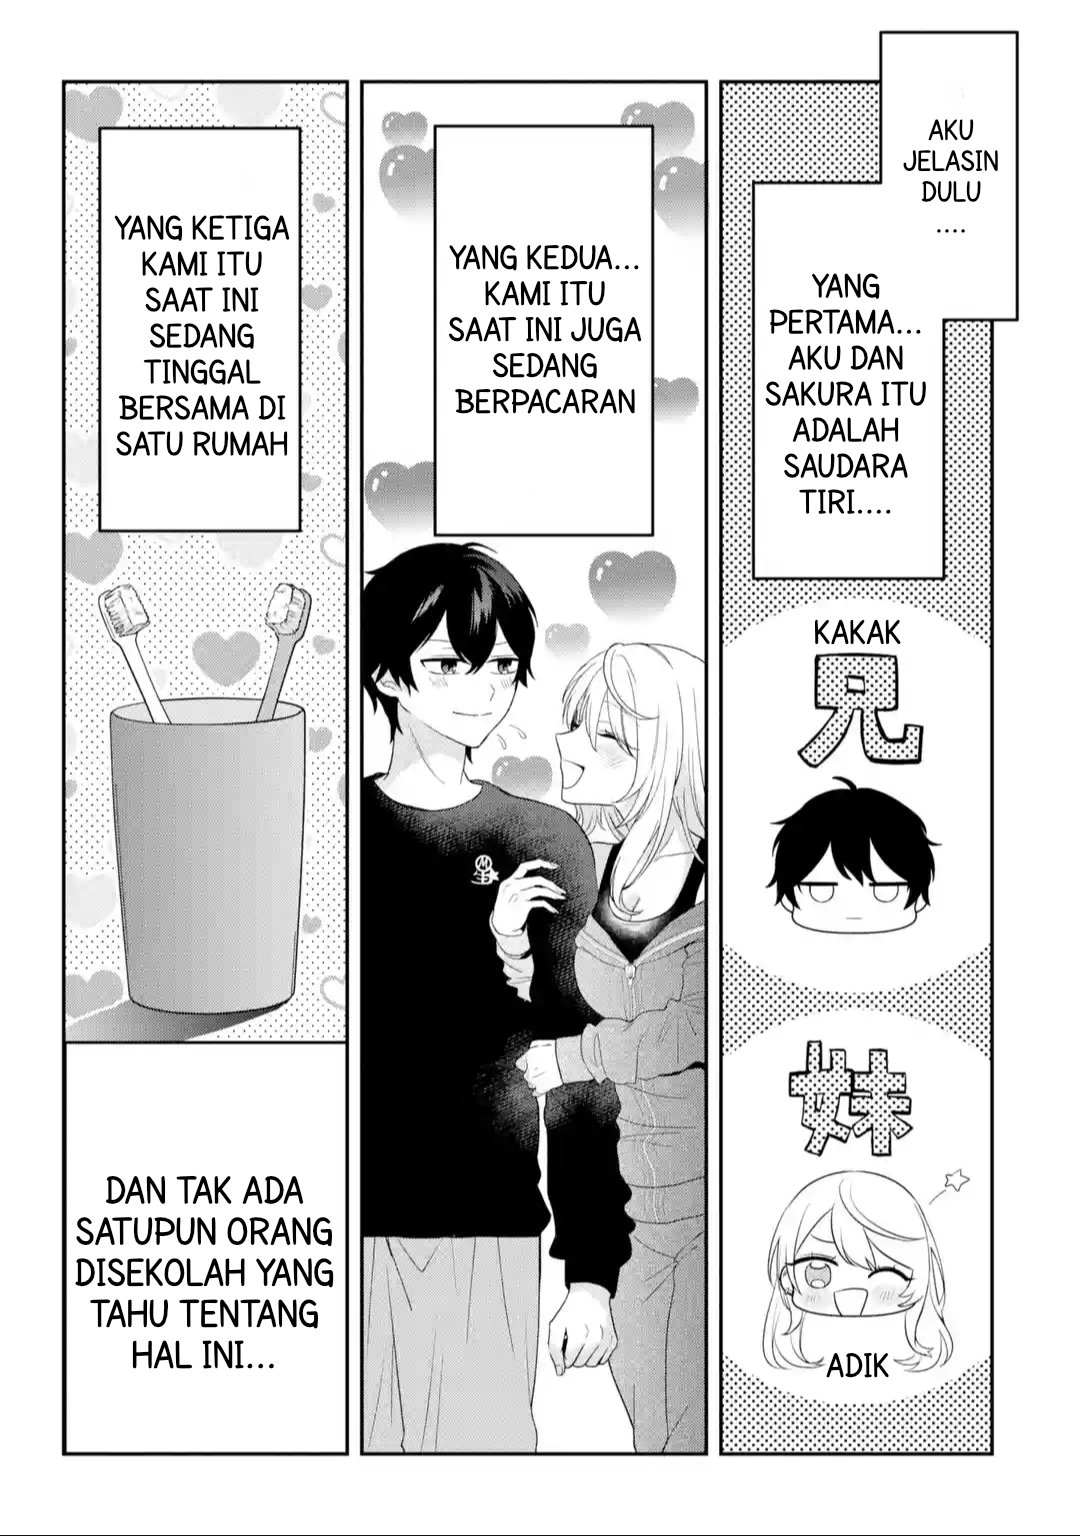 AKU
JELASIN
DULU
....
YANG
PERTAMA...
AKU DAN
SAKURA ITU
ADALAH
SAUDARA
TIRI....
KAKAK
兄
妹
ADIK
YANG KEDUA...
KAMI ITU
SAAT INI JUGA
SEDANG
BERPACARAN
YANG KETIGA
KAMI ITU
SAAT INI
SEDANG
TINGGAL
BERSAMA DI
SATU RUMAH
DAN TAK ADA
SATUPUN ORANG
DISEKOLAH YANG
TAHU TENTANG
HAL INI...